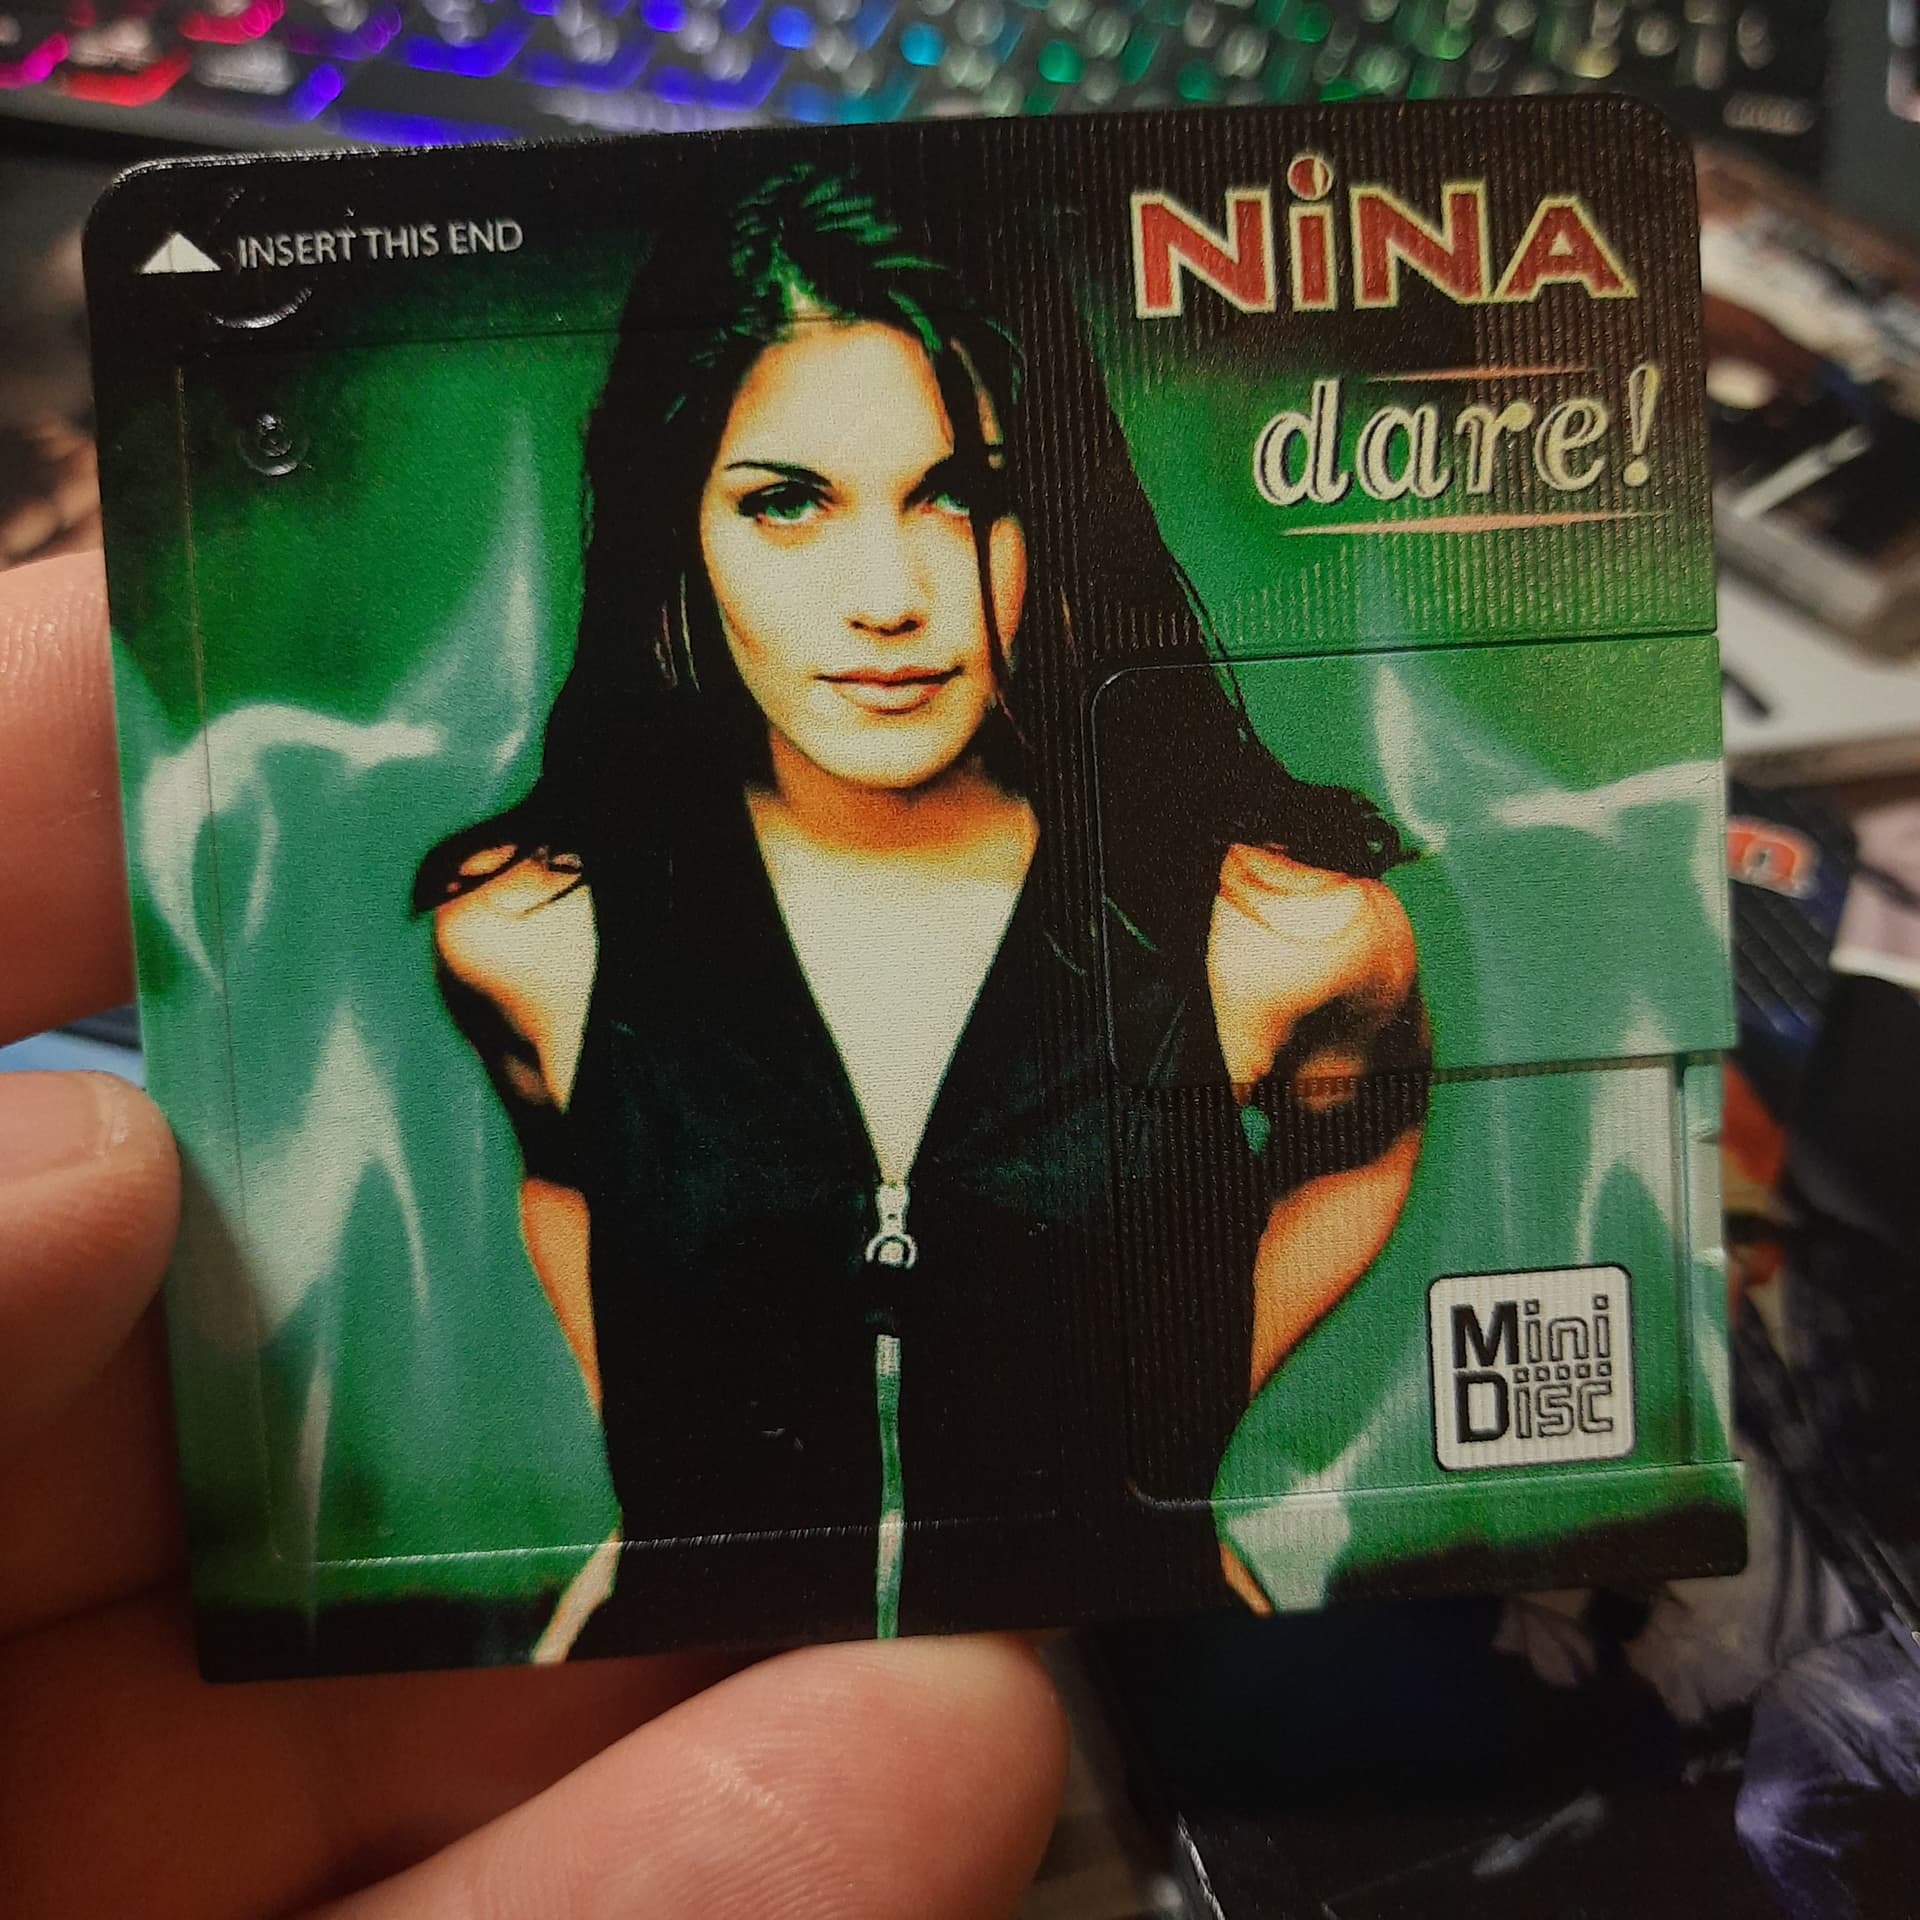 INSERT THIS END
NiNA
dare!
Mini
Disc